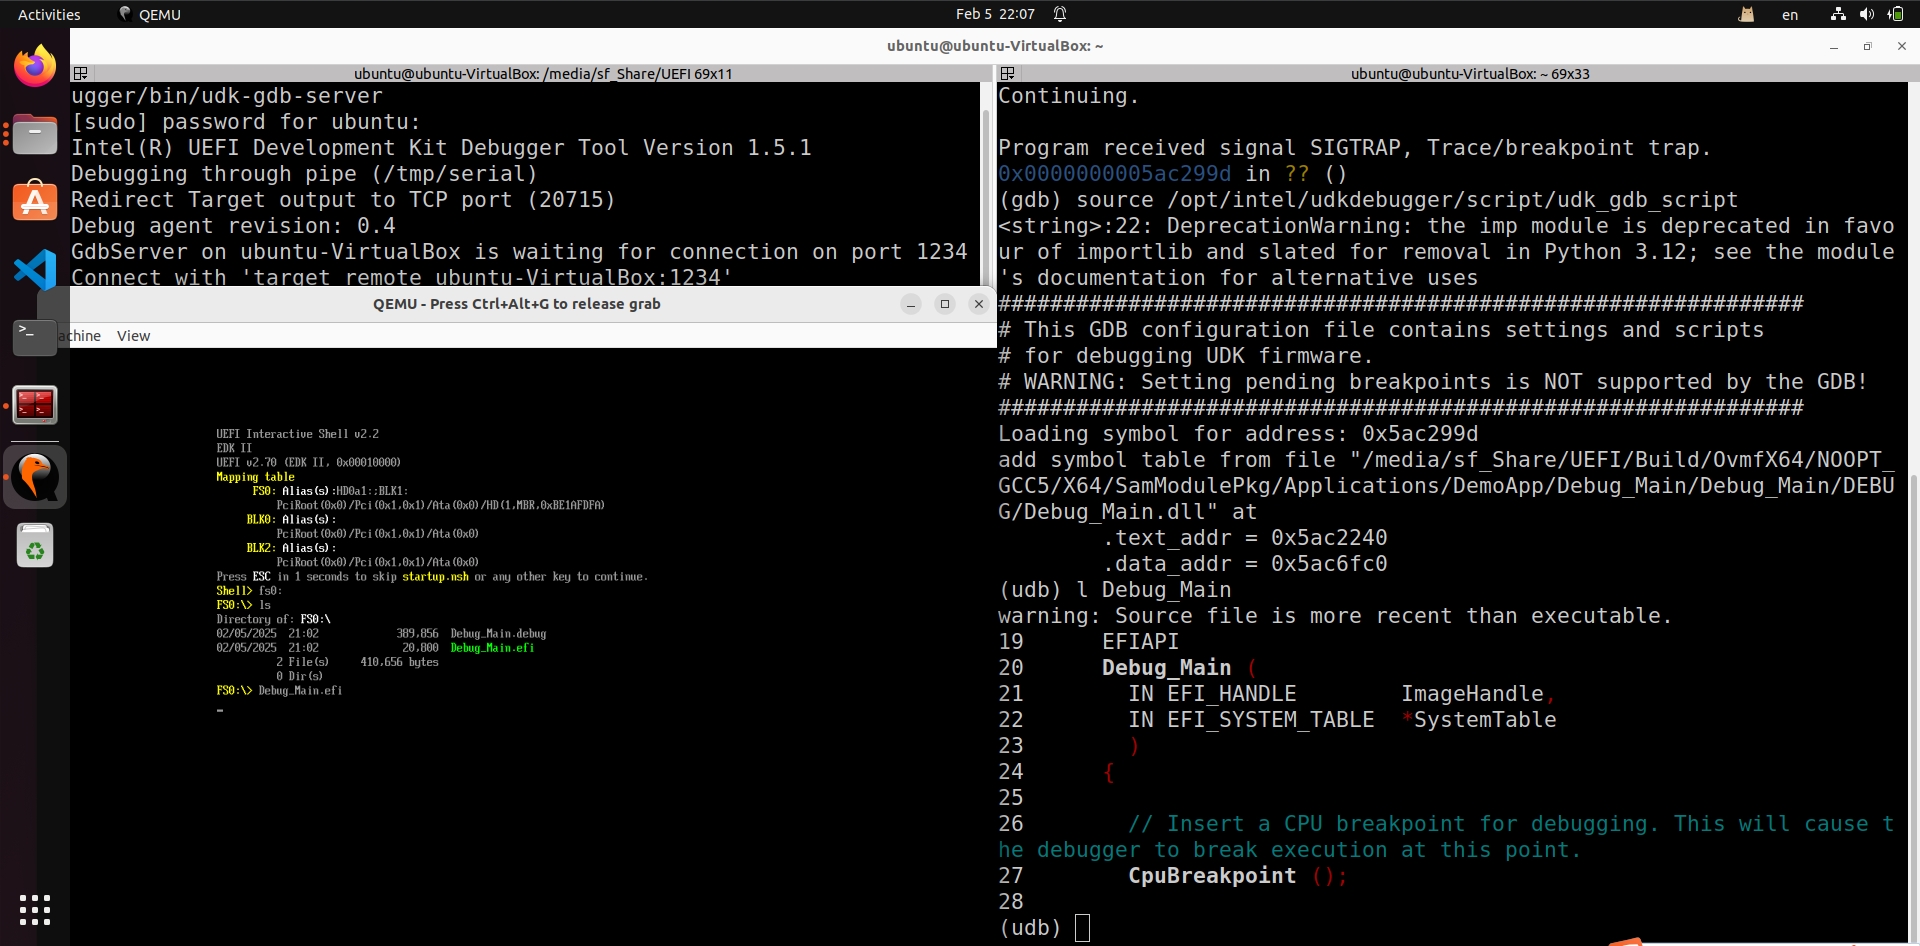 Activities
QEMU
Feb 5 22:07
en
ubuntu@ubuntu-VirtualBox: ~
ubuntu@ubuntu-VirtualBox: /media/sf_Share/UEFI 69x11
ugger/bin/udk-gdb-server
[sudo] password for ubuntu:
Intel(R) UEFI Development Kit Debugger Tool Version 1.5.1
Debugging through pipe (/tmp/serial)
Redirect Target output to TCP port (20715)
Debug agent revision: 0.4
GdbServer on ubuntu-VirtualBox is waiting for connection on port 1234
Connect with 'target remote ubuntu-VirtualBox:1234'
QEMU - Press Ctrl+Alt+G to release grab
achine View
UEFI Interactive Shell v2.2
EDK II
UEFI v2.70 (EDK II, 0x00010000)
Mapping table
FS0: Alias(s):HD0a1:;BLK1:
PciRoot(0x0)/Pci(0x1,0x1)/Ata(0x0)/HD(1,MBR,0xBE1AFDFA)
BLK0: Alias(s):
PciRoot(0x0)/Pci(0x1,0x1)/Ata(0x0)
BLK2: Alias(s):
PciRoot(0x0)/Pci(0x1,0x1)/Ata(0x0)
Press ESC in 1 seconds to skip startup.nsh or any other key to continue.
Shell> fs0:
FS0:\> ls
Directory of: FS0:\
02/05/2025 21:02 389,856 Debug_Main.debug
02/05/2025 21:02 20,800 Debug_Main.efi
2 File(s) 410,656 bytes
0 Dir(s)
FS0:\> Debug_Main.efi
ubuntu@ubuntu-VirtualBox: ~ 69x33
Continuing.
Program received signal SIGTRAP, Trace/breakpoint trap.
0x0000000005ac299d in ?? ()
(gdb) source /opt/intel/udkdebugger/script/udk_gdb_script
<string>:22: DeprecationWarning: the imp module is deprecated in favo
ur of importlib and slated for removal in Python 3.12; see the module
's documentation for alternative uses
##############################################################
# This GDB configuration file contains settings and scripts
# for debugging UDK firmware.
# WARNING: Setting pending breakpoints is NOT supported by the GDB!
##############################################################
Loading symbol for address: 0x5ac299d
add symbol table from file "/media/sf_Share/UEFI/Build/OvmfX64/NOOPT_
GCC5/X64/SamModulePkg/Applications/DemoApp/Debug_Main/Debug_Main/DEBU
G/Debug_Main.dll" at
.text_addr = 0x5ac2240
.data_addr = 0x5ac6fc0
(udb) l Debug_Main
warning: Source file is more recent than executable.
19 EFIAPI
20 Debug_Main (
21 IN EFI_HANDLE ImageHandle,
22 IN EFI_SYSTEM_TABLE *SystemTable
23 )
24 {
25
26 // Insert a CPU breakpoint for debugging. This will cause t
he debugger to break execution at this point.
27 CpuBreakpoint ();
28
(udb)